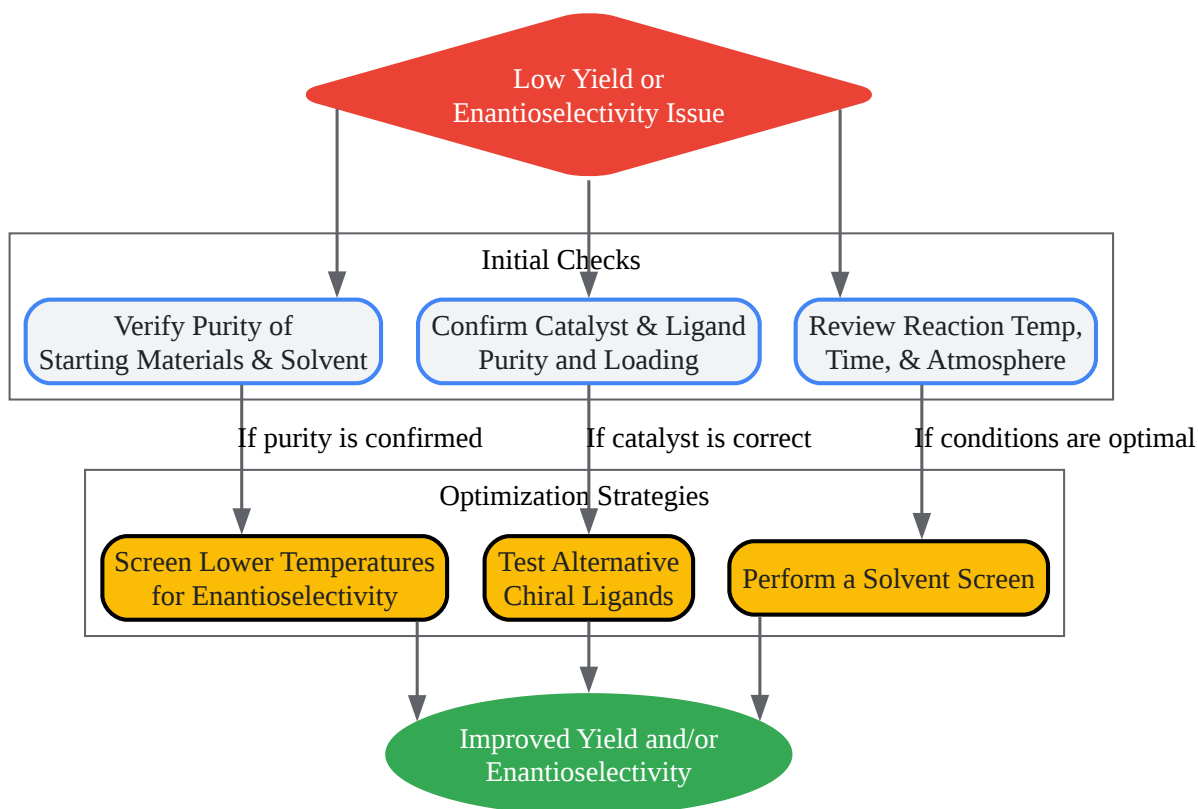 Low Yield or
Enantioselectivity Issue
Initial Checks
Verify Purity of
Starting Materials & Solvent
Confirm Catalyst & Ligand
Purity and Loading
Review Reaction Temp,
Time, & Atmosphere
If purity is confirmed
If catalyst is correct
If conditions are optimal
Optimization Strategies
Screen Lower Temperatures
for Enantioselectivity
Test Alternative
Chiral Ligands
Perform a Solvent Screen
Improved Yield and/or
Enantioselectivity